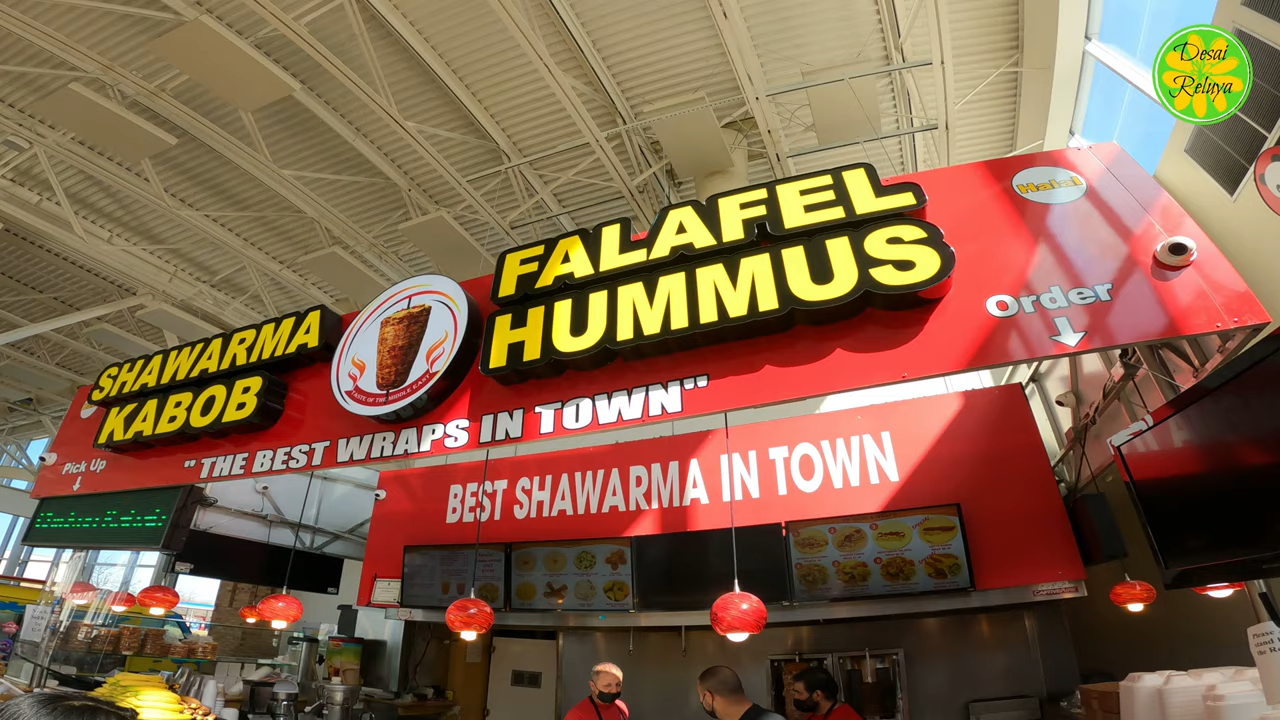 Desai
Reluya
Halal
FALAFEL
HUMMUS
SHAWARMA
KABOB
TASTE OF THE MIDDLE EAST
Order
"THE BEST WRAPS IN TOWN"
Pick Up
BEST SHAWARMA IN TOWN